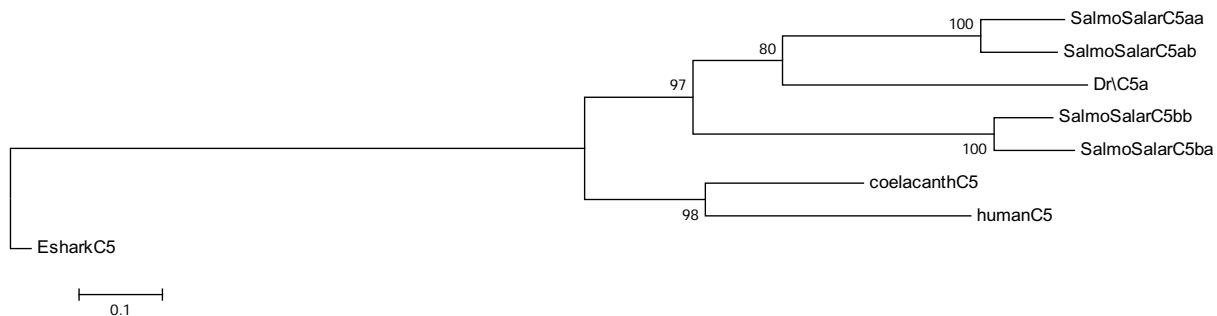 SalmoSalarC5aa
100
SalmoSalarC5ab
80
Dr\C5a
97
SalmoSalarC5bb
100
SalmoSalarC5ba
coelacanthC5
98
humanC5
EsharkC5
0.1